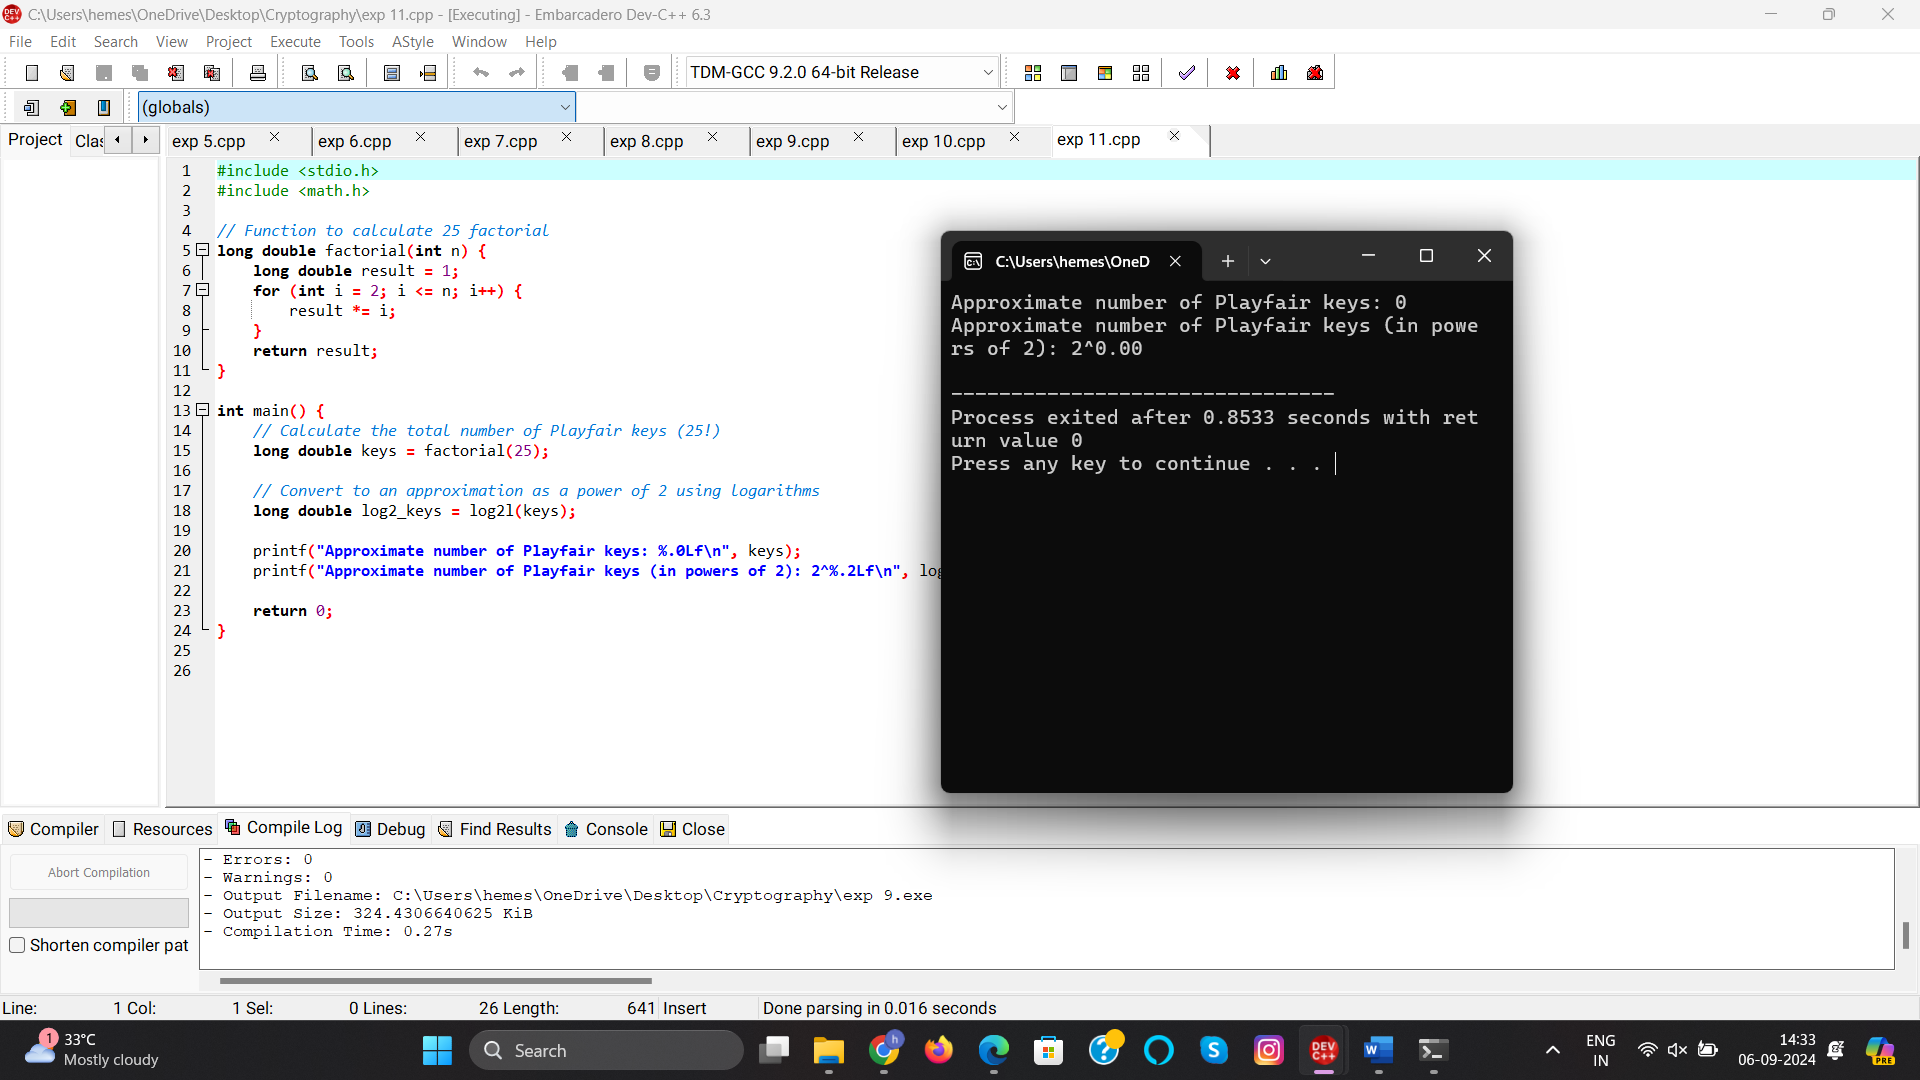 C:\Users\hemes\OneDrive\Desktop\Cryptography\exp 11.cpp - [Executing] - Embarcadero Dev-C++ 6.3
File Edit Search View Project Execute Tools AStyle Window Help
TDM-GCC 9.2.0 64-bit Release
(globals)
Project Clas exp 5.cpp exp 6.cpp exp 7.cpp exp 8.cpp exp 9.cpp exp 10.cpp exp 11.cpp
1 #include <stdio.h>
2 #include <math.h>
3
4 // Function to calculate 25 factorial
5 long double factorial(int n) {
6 long double result = 1;
7 for (int i = 2; i <= n; i++) {
8 result *= i;
9 }
10 return result;
11 }
12
13 int main() {
14 // Calculate the total number of Playfair keys (25!)
15 long double keys = factorial(25);
16
17 // Convert to an approximation as a power of 2 using logarithms
18 long double log2_keys = log2l(keys);
19
20 printf("Approximate number of Playfair keys: %.0Lf\n", keys);
21 printf("Approximate number of Playfair keys (in powers of 2): 2^%.2Lf\n", log
22
23 return 0;
24 }
25
26
C:\Users\hemes\OneD
Approximate number of Playfair keys: 0
Approximate number of Playfair keys (in powe
rs of 2): 2^0.00
--------------------------------
Process exited after 0.8533 seconds with ret
urn value 0
Press any key to continue . . .
Compiler Resources Compile Log Debug Find Results Console Close
Abort Compilation
Shorten compiler pat
- Errors: 0
- Warnings: 0
- Output Filename: C:\Users\hemes\OneDrive\Desktop\Cryptography\exp 9.exe
- Output Size: 324.4306640625 KiB
- Compilation Time: 0.27s
Line: 1 Col: 1 Sel: 0 Lines: 26 Length: 641 Insert Done parsing in 0.016 seconds
1 33°C
Mostly cloudy
Search
h
DEV C++
W
ENG
IN
14:33
06-09-2024
PRE